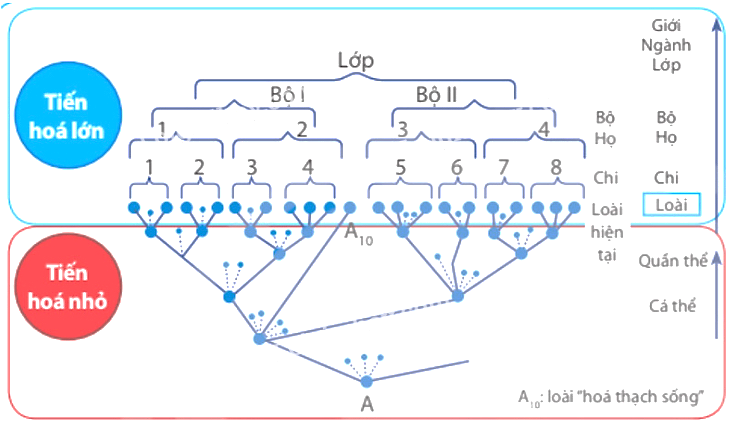 Giới
Ngành
Lớp
Lớp
Tiến
hoá lớn
Bộ I
Bộ II
Bộ
Bộ
1
2
3
4
Họ
Họ
1
2
3
4
5
6
7
8
Chi
Chi
Loài
hiện
tại
Loài
A10
Tiến
hoá nhỏ
Quần thể
Cá thể
A
A10: loài “hoá thạch sống”